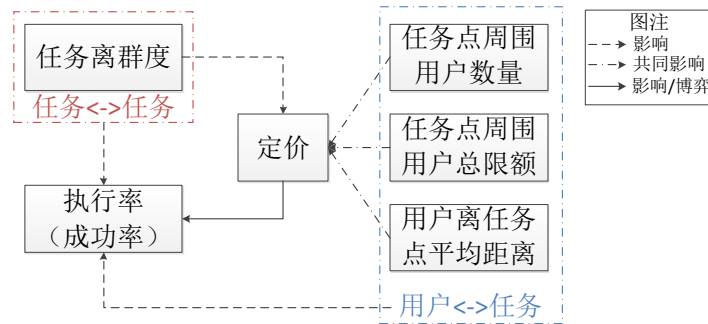 任务离群度
任务<->任务
定价
执行率
（成功率）
任务点周围
用户数量
任务点周围
用户总限额
用户离任务
点平均距离
用户<->任务
图注
影响
共同影响
影响/博弈